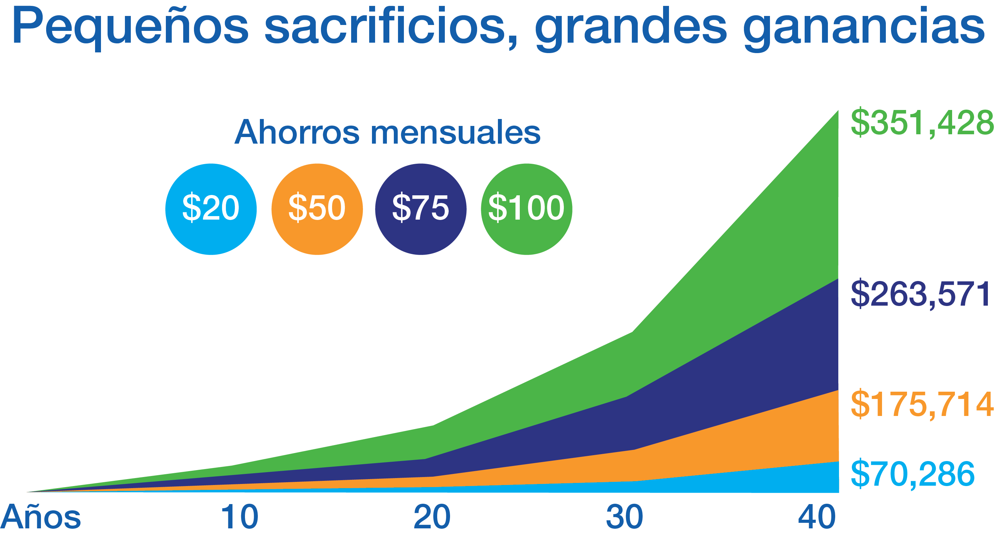 Pequeños sacrificios, grandes ganancias
Ahorros mensuales
$20 $50 $75 $100
$351,428
$263,571
$175,714
$70,286
Años 10 20 30 40